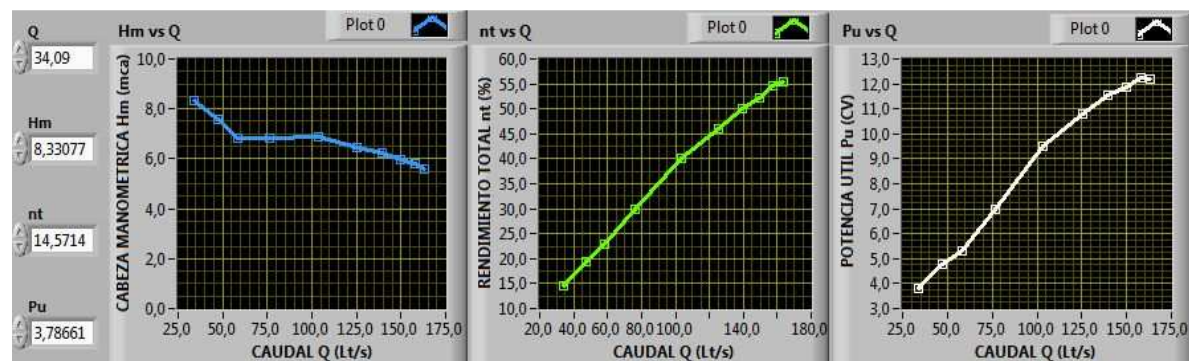 Q
34,09
Hm
8,33077
nt
14,5714
Pu
3,78661
Hm vs Q
Plot 0
CABEZA MANOMETRICA Hm (mca)
10,0
8,0
6,0
4,0
2,0
0,0
25,0 50,0 75,0 100,0 125,0 150,0 175,0
CAUDAL Q (Lt/s)
nt vs Q
Plot 0
RENDIMIENTO TOTAL nt (%)
60,0
55,0
50,0
45,0
40,0
35,0
30,0
25,0
20,0
15,0
10,0
20,0 40,0 60,0 80,0 100,0 140,0 180,0
CAUDAL Q (Lt/s)
Pu vs Q
Plot 0
POTENCIA UTIL Pu (CV)
13,0
12,0
11,0
10,0
9,0
8,0
7,0
6,0
5,0
4,0
3,0
25,0 50,0 75,0 100,0 125,0 150,0 175,0
CAUDAL Q (Lt/s)